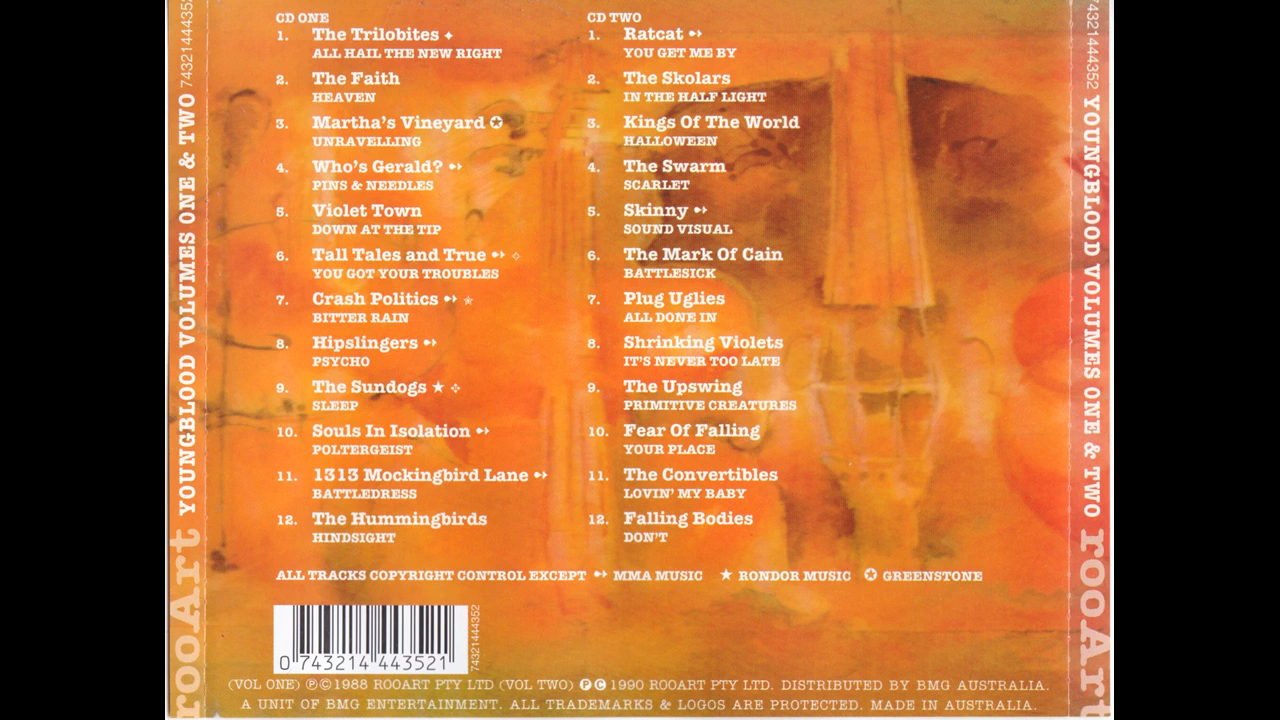 CD ONE
1. The Trilobites ✦
ALL HAIL THE NEW RIGHT
2. The Faith
HEAVEN
3. Martha's Vineyard ✪
UNRAVELLING
4. Who's Gerald? ➻
PINS & NEEDLES
5. Violet Town
DOWN AT THE TIP
6. Tall Tales and True ➻ ✧
YOU GOT YOUR TROUBLES
7. Crash Politics ➻ ★
BITTER RAIN
8. Hipslingers ➻
PSYCHO
9. The Sundogs ★ ❖
SLEEP
10. Souls In Isolation ➻
POLTERGEIST
11. 1313 Mockingbird Lane ➻
BATTLEDRESS
12. The Hummingbirds
HINDSIGHT
CD TWO
1. Ratcat ➻
YOU GET ME BY
2. The Skolars
IN THE HALF LIGHT
3. Kings Of The World
HALLOWEEN
4. The Swarm
SCARLET
5. Skinny ➻
SOUND VISUAL
6. The Mark Of Cain
BATTLESICK
7. Plug Uglies
ALL DONE IN
8. Shrinking Violets
IT'S NEVER TOO LATE
9. The Upswing
PRIMITIVE CREATURES
10. Fear Of Falling
YOUR PLACE
11. The Convertibles
LOVIN' MY BABY
12. Falling Bodies
DON'T
ALL TRACKS COPYRIGHT CONTROL EXCEPT ➻ MMA MUSIC ★ RONDOR MUSIC ✪ GREENSTONE
0 743214 443521
74321444352
(VOL ONE) ℗©1988 ROOART PTY LTD (VOL TWO) ℗©1990 ROOART PTY LTD. DISTRIBUTED BY BMG AUSTRALIA.
A UNIT OF BMG ENTERTAINMENT. ALL TRADEMARKS & LOGOS ARE PROTECTED. MADE IN AUSTRALIA.
rooArt YOUNGBLOOD VOLUMES ONE & TWO 74321444352
74321444352 YOUNGBLOOD VOLUMES ONE & TWO rooArt